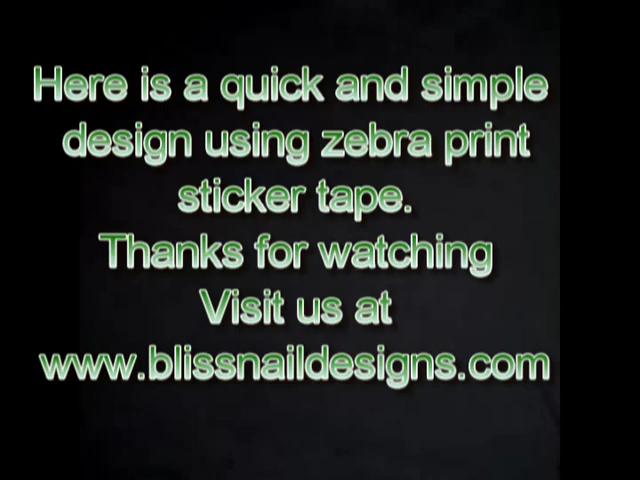 Here is a quick and simple
design using zebra print
sticker tape.
Thanks for watching
Visit us at
www.blissnaildesigns.com